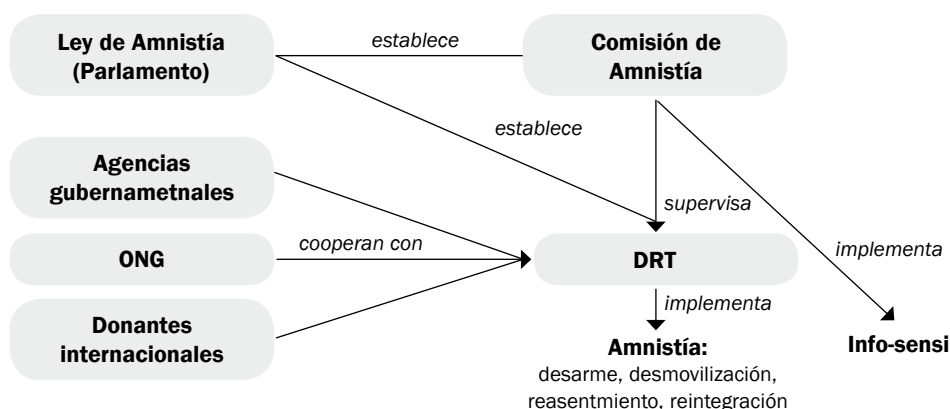 Ley de Amnistía
(Parlamento)
establece
Comisión de
Amnistía
establece
Agencias
gubernametnales
supervisa
ONG
cooperan con
DRT
implementa
implementa
Donantes
internacionales
Amnistía:
desarme, desmovilización,
reasentmiento, reintegración
Info-sensi